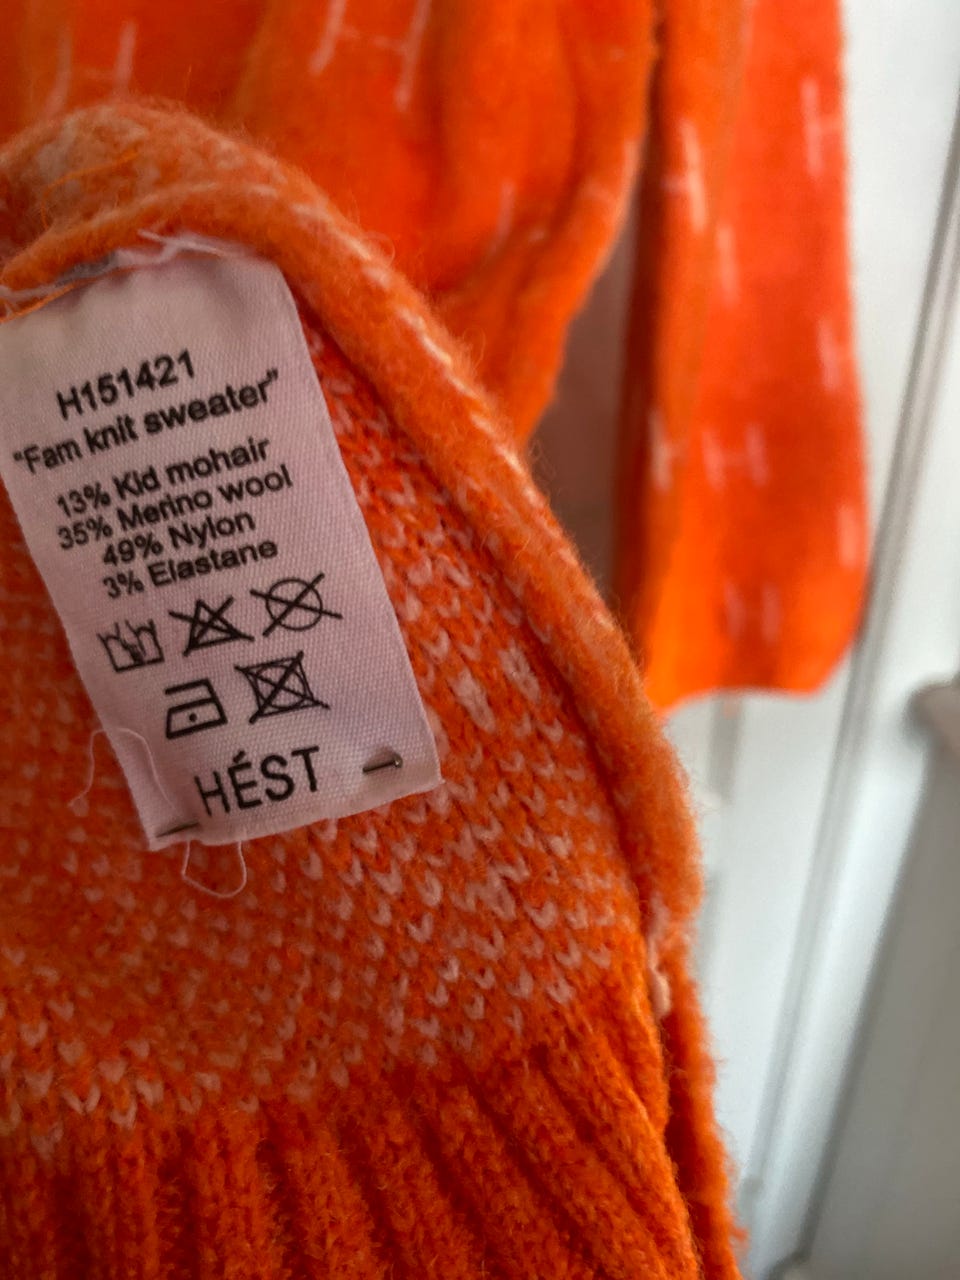 H151421
"Fam knit sweater"
13% Kid mohair
35% Merino wool
49% Nylon
3% Elastane
HÉST